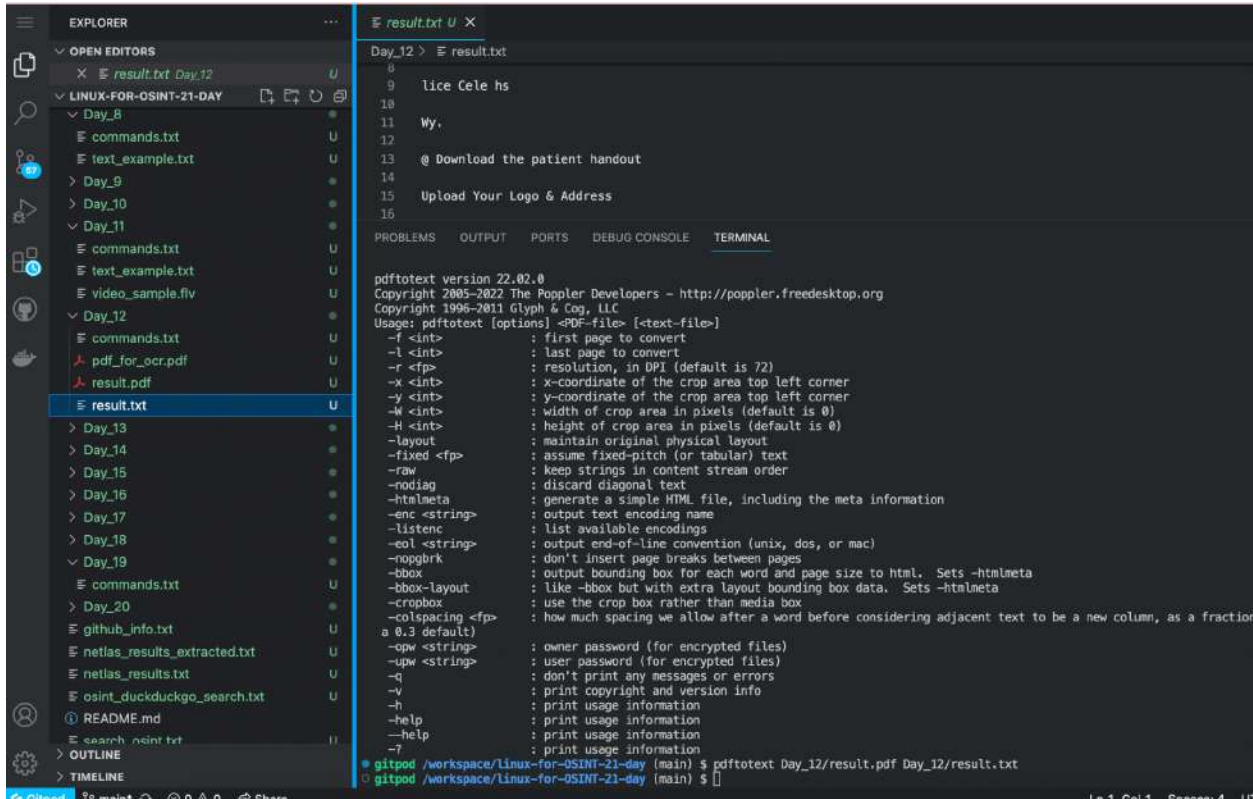 EXPLORER
OPEN EDITORS
result.txt Day_12 U
LINUX-FOR-OSINT-21-DAY
Day_8
commands.txt U
text_example.txt U
Day_9
Day_10
Day_11
commands.txt U
text_example.txt U
video_sample.flv U
Day_12
commands.txt U
pdf_for_ocr.pdf U
result.pdf U
result.txt U
Day_13
Day_14
Day_15
Day_16
Day_17
Day_18
Day_19
commands.txt U
Day_20
github_info.txt U
netlas_results_extracted.txt U
netlas_results.txt U
osint_duckduckgo_search.txt U
README.md
search_osint.txt U
OUTLINE
TIMELINE
57
result.txt U
Day_12 > result.txt
8
9 lice Cele hs
10
11 Wy.
12
13 @ Download the patient handout
14
15 Upload Your Logo & Address
16
PROBLEMS OUTPUT PORTS DEBUG CONSOLE TERMINAL
pdftotext version 22.02.0
Copyright 2005-2022 The Poppler Developers - http://poppler.freedesktop.org
Copyright 1996-2011 Glyph & Cog, LLC
Usage: pdftotext [options] <PDF-file> [<text-file>]
-f <int> : first page to convert
-l <int> : last page to convert
-r <fp> : resolution, in DPI (default is 72)
-x <int> : x-coordinate of the crop area top left corner
-y <int> : y-coordinate of the crop area top left corner
-W <int> : width of crop area in pixels (default is 0)
-H <int> : height of crop area in pixels (default is 0)
-layout : maintain original physical layout
-fixed <fp> : assume fixed-pitch (or tabular) text
-raw : keep strings in content stream order
-nodiag : discard diagonal text
-htmlmeta : generate a simple HTML file, including the meta information
-enc <string> : output text encoding name
-listenc : list available encodings
-eol <string> : output end-of-line convention (unix, dos, or mac)
-nopgbrk : don't insert page breaks between pages
-bbox : output bounding box for each word and page size to html. Sets -htmlmeta
-bbox-layout : like -bbox but with extra layout bounding box data. Sets -htmlmeta
-cropbox : use the crop box rather than media box
-colspacing <fp> : how much spacing we allow after a word before considering adjacent text to be a new column, as a fraction
a 0.3 default)
-opw <string> : owner password (for encrypted files)
-upw <string> : user password (for encrypted files)
-q : don't print any messages or errors
-v : print copyright and version info
-h : print usage information
-help : print usage information
--help : print usage information
-? : print usage information
gitpod /workspace/linux-for-OSINT-21-day (main) $ pdftotext Day_12/result.pdf Day_12/result.txt
gitpod /workspace/linux-for-OSINT-21-day (main) $